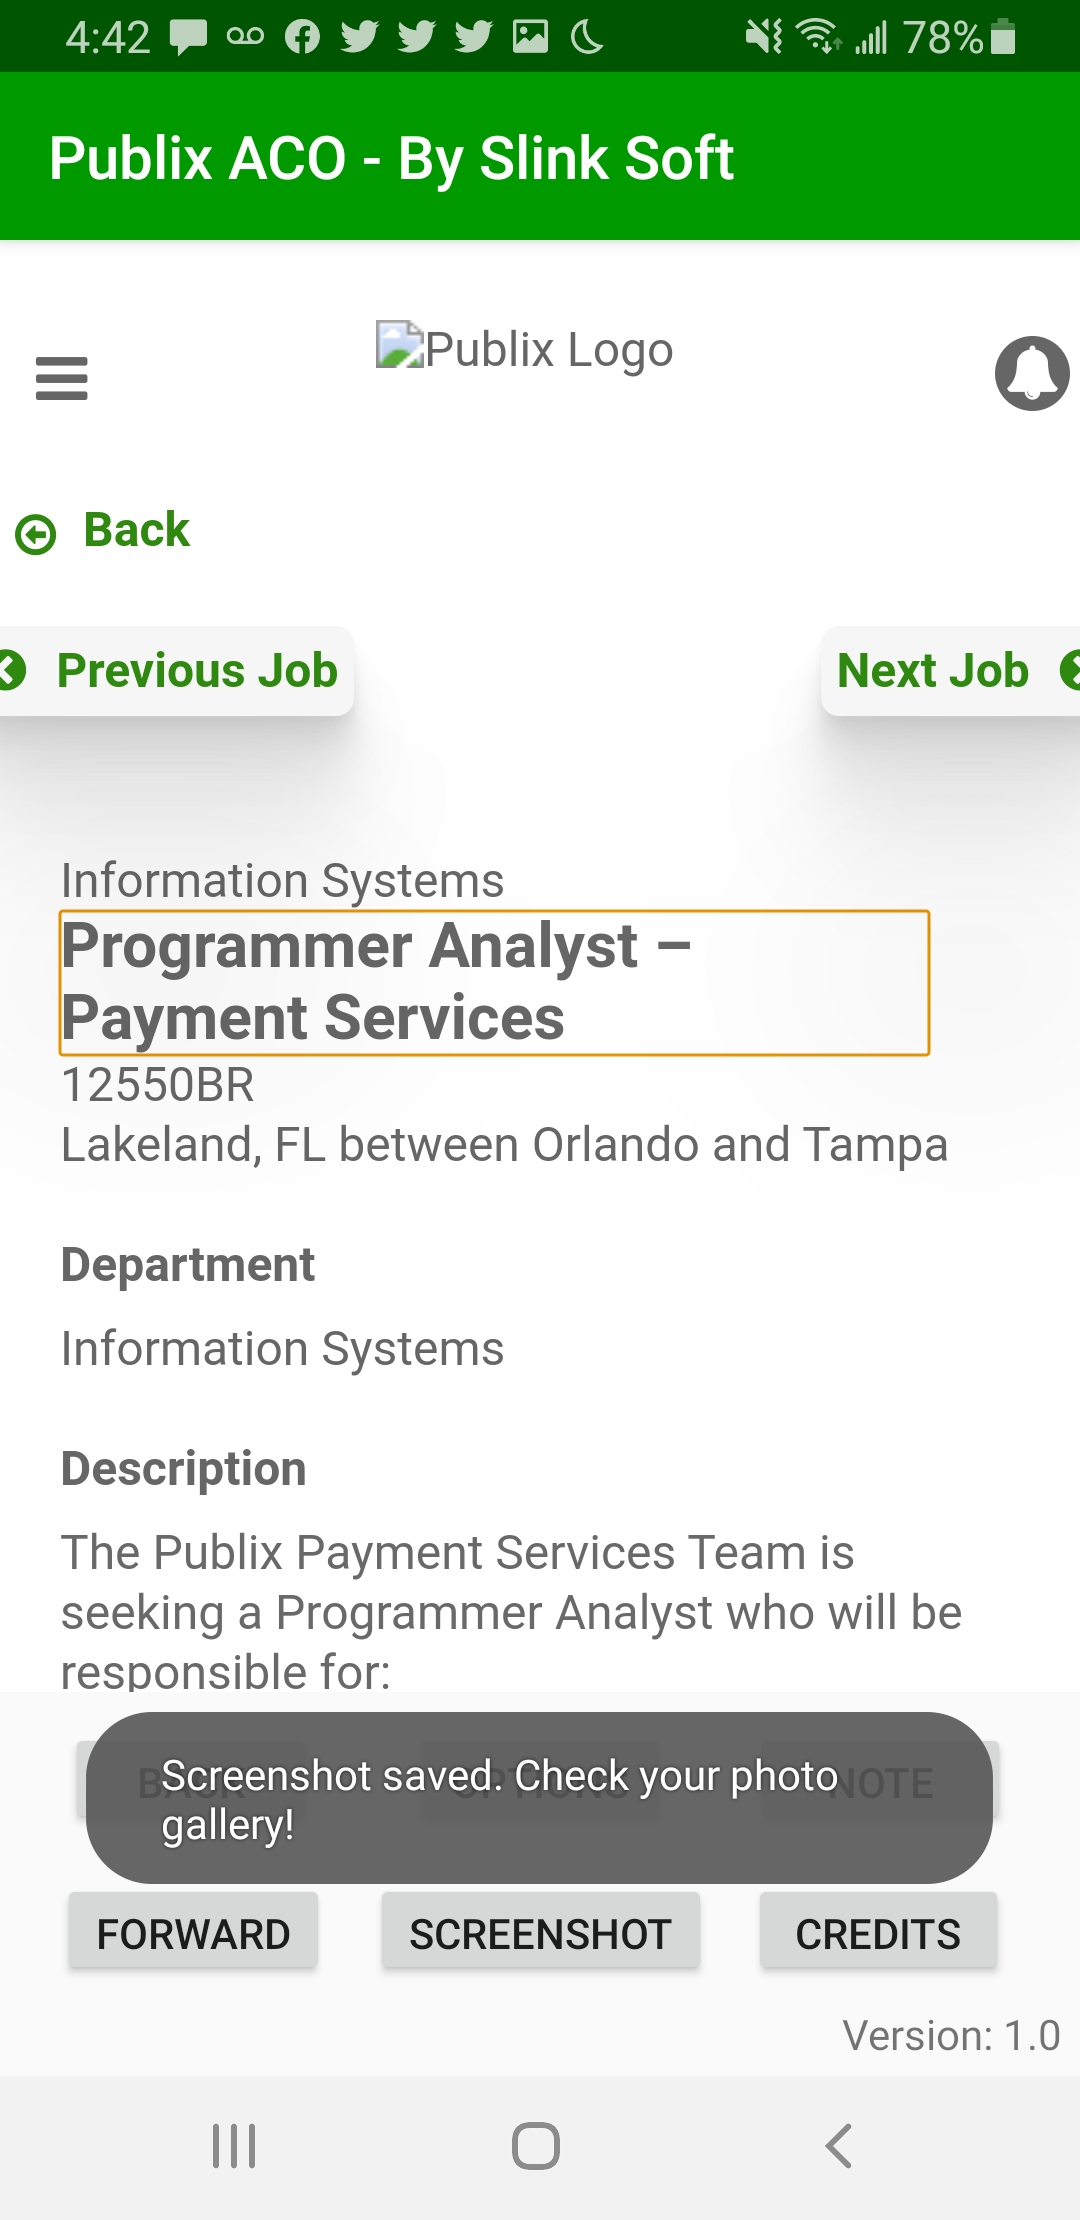 4:42
78%
Publix ACO - By Slink Soft
Publix Logo
Back
Previous Job
Next Job
Information Systems
Programmer Analyst –
Payment Services
12550BR
Lakeland, FL between Orlando and Tampa
Department
Information Systems
Description
The Publix Payment Services Team is
seeking a Programmer Analyst who will be
responsible for:
BACK OPTIONS NOTE
Screenshot saved. Check your photo
gallery!
FORWARD
SCREENSHOT
CREDITS
Version: 1.0